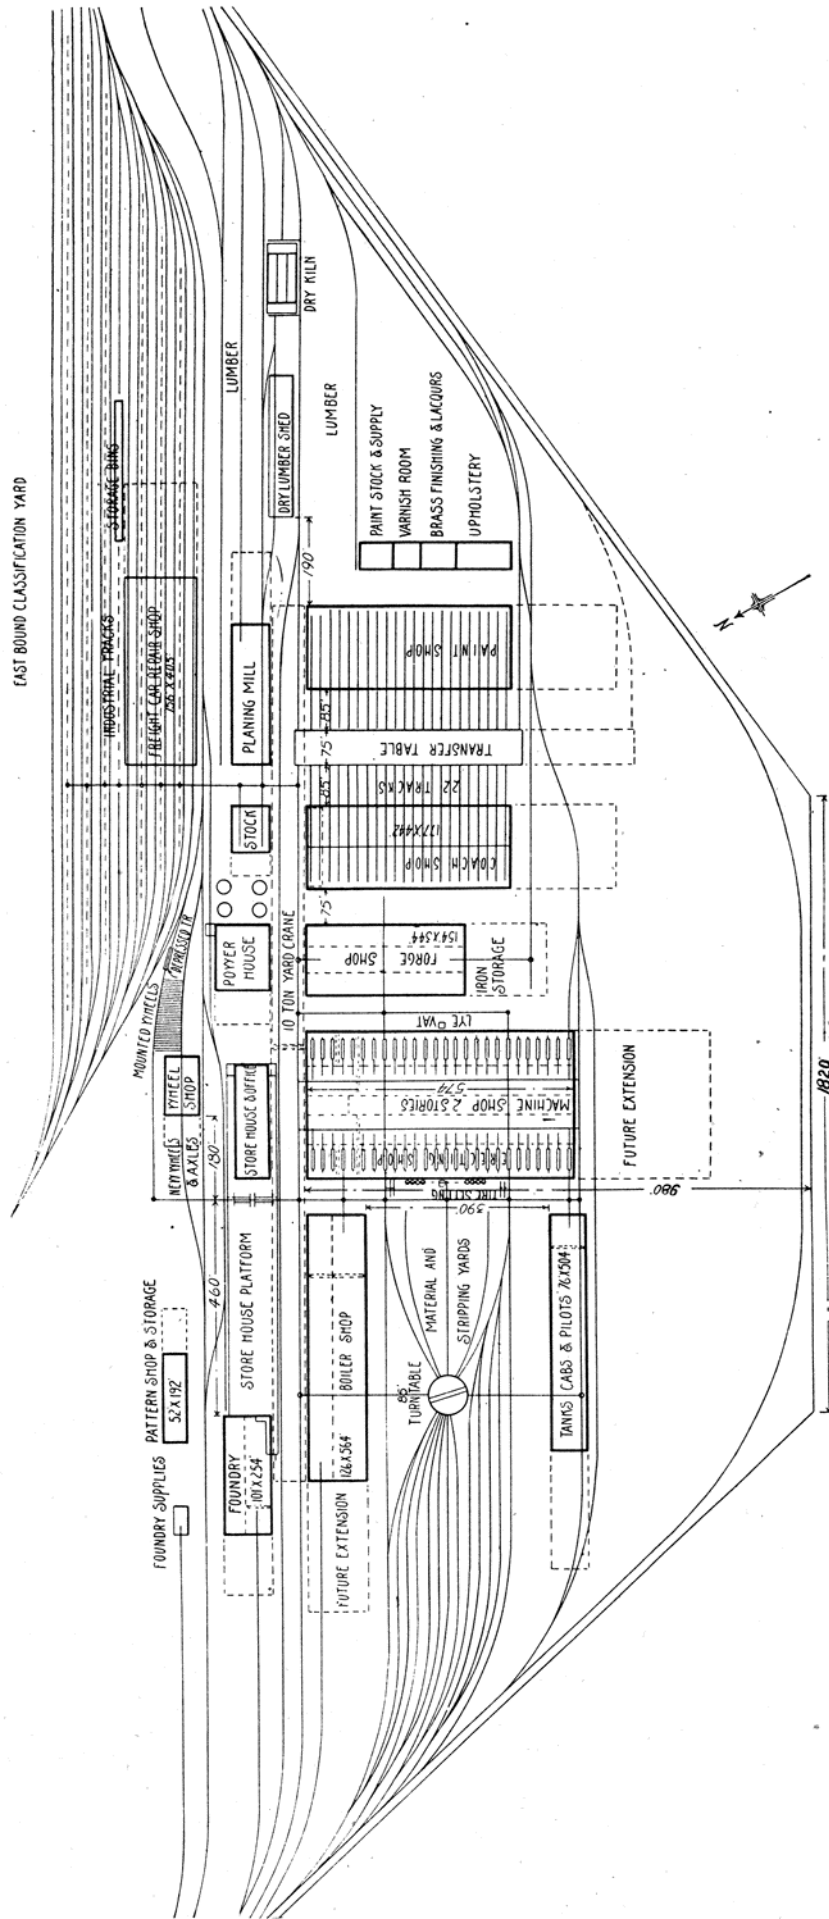 EAST BOUND CLASSIFICATION YARD
INDUSTRIAL TRACKS
STORAGE BINS
FREIGHT CAR REPAIR SHOP
156 X 403'
LUMBER
DRY KILN
DRY LUMBER SHED
LUMBER
190'
PLANING MILL
STOCK
POWER
HOUSE
MOUNTED WHEELS
DEPRESSED TR.
WHEEL
SHOP
NEW WHEELS
& AXLES
180'
STORE HOUSE & OFFICE
10 TON YARD CRANE
PAINT STOCK & SUPPLY
VARNISH ROOM
BRASS FINISHING & LACQURS
UPHOLSTERY
PAINT SHOP
85'
75'
TRANSFER TABLE
85'
22 TRACKS
COACH SHOP
177X442'
75'
FORGE SHOP
154X344'
IRON
STORAGE
LYE VAT
574
MACHINE SHOP 2 STORIES
ERECTING SHOP
TIRE SETTING
FUTURE EXTENSION
980'
1820'
390'
460'
STORE HOUSE PLATFORM
PATTERN SHOP & STORAGE
52X192'
FOUNDRY SUPPLIES
FOUNDRY
101X254'
BOILER SHOP
126X564'
FUTURE EXTENSION
MATERIAL AND
STRIPPING YARDS
85'
TURNTABLE
TANKS CABS & PILOTS 76X504
N